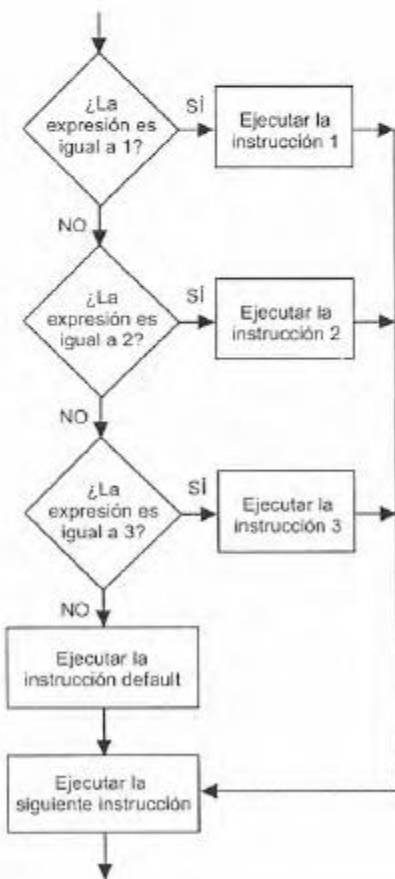 ¿La
expresión es
igual a 1?
SÍ
Ejecutar la
instrucción 1
NO
¿La
expresión es
igual a 2?
SÍ
Ejecutar la
instrucción 2
NO
¿La
expresión es
igual a 3?
SÍ
Ejecutar la
instrucción 3
NO
Ejecutar la
instrucción default
Ejecutar la
siguiente instrucción